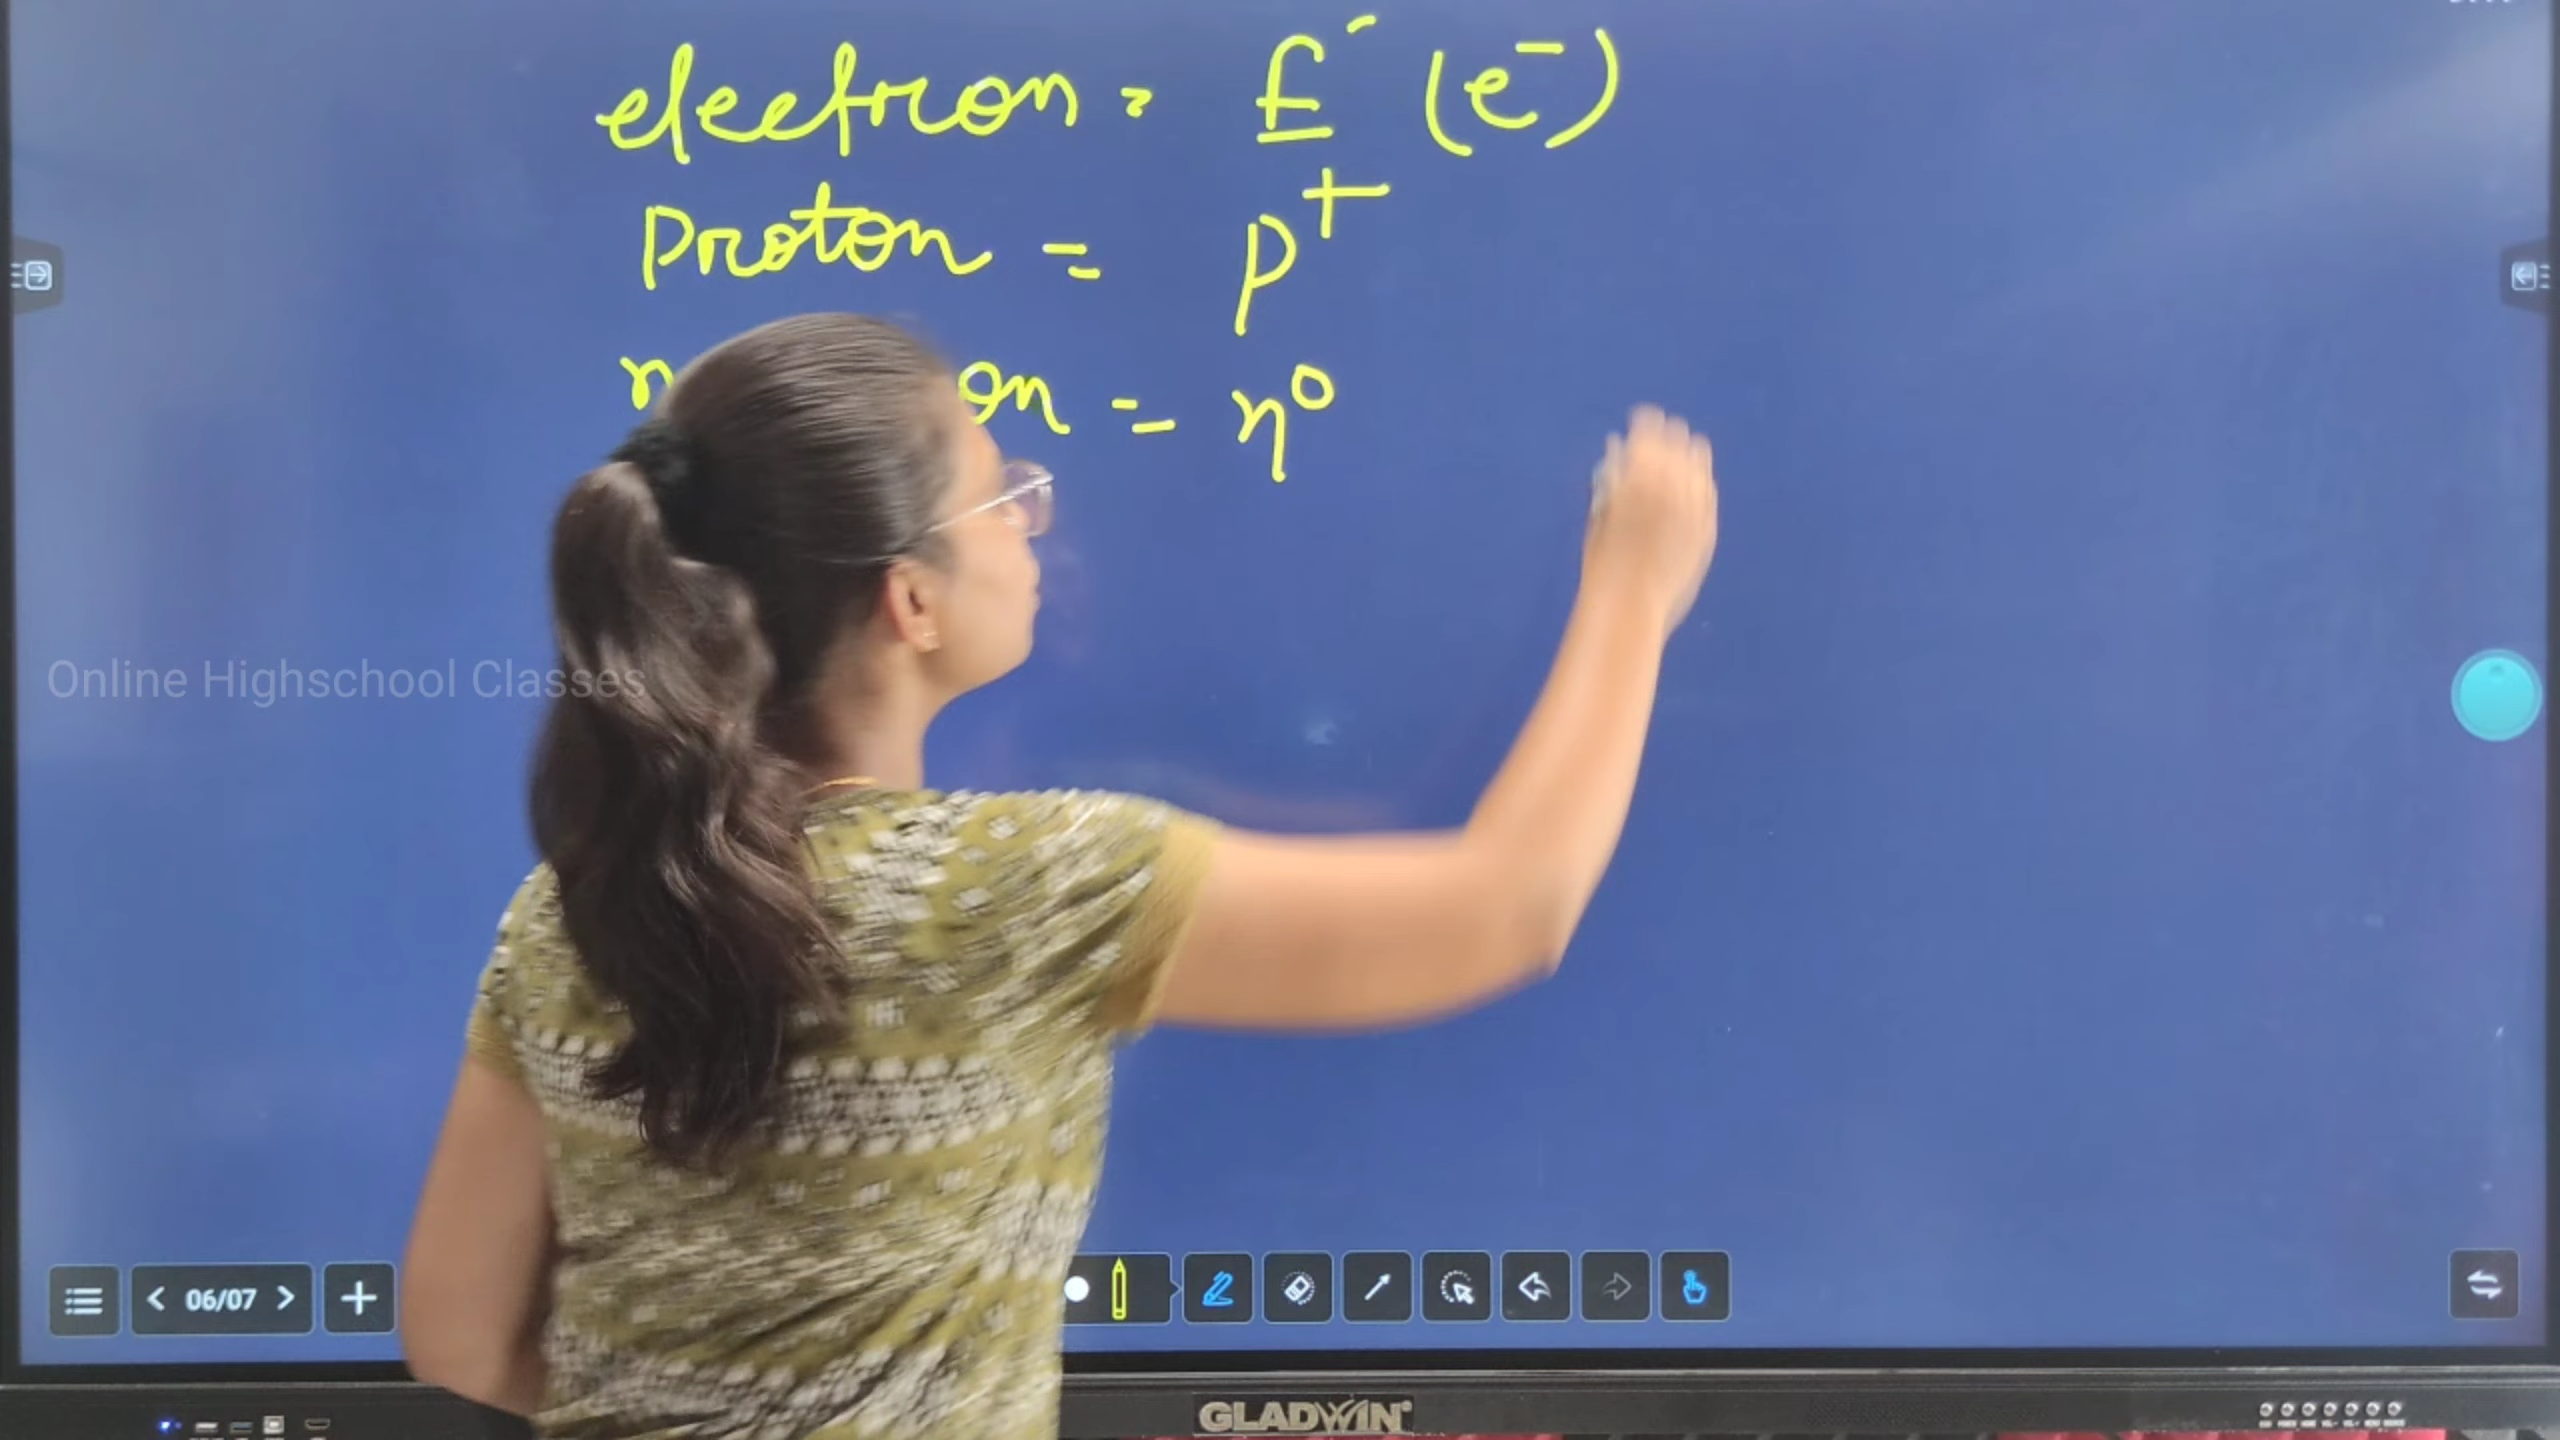 electron = E⁻ (e⁻)
Proton = p⁺
n on = n⁰
Online Highschool Classes
06/07
GLADWIN